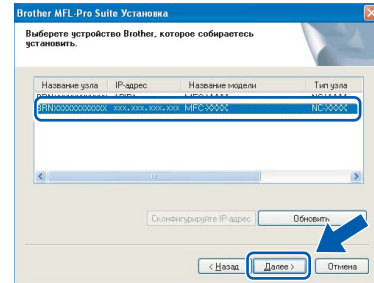 Brother MFL-Pro Suite Установка
Выберете устройство Brother, которое собираетесь
установить.
Название узла IP-адрес Название модели Тип узла
BRNXXXXXXXXXXXX xxx.xxx.xxx.xxx MFC-XXXX NC-XXXX
Сконфигурируйте IP-адрес Обновить
< Назад Далее > Отмена